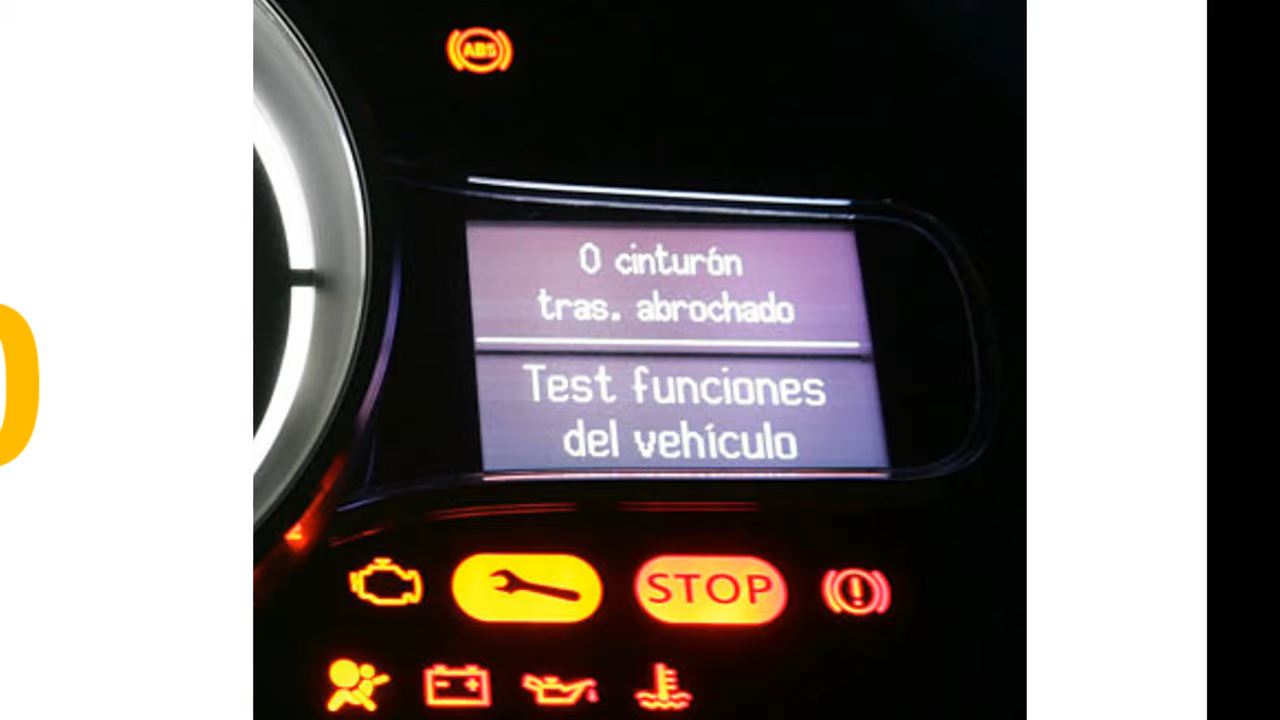 ABS
0 cinturón
tras. abrochado
Test funciones
del vehículo
STOP